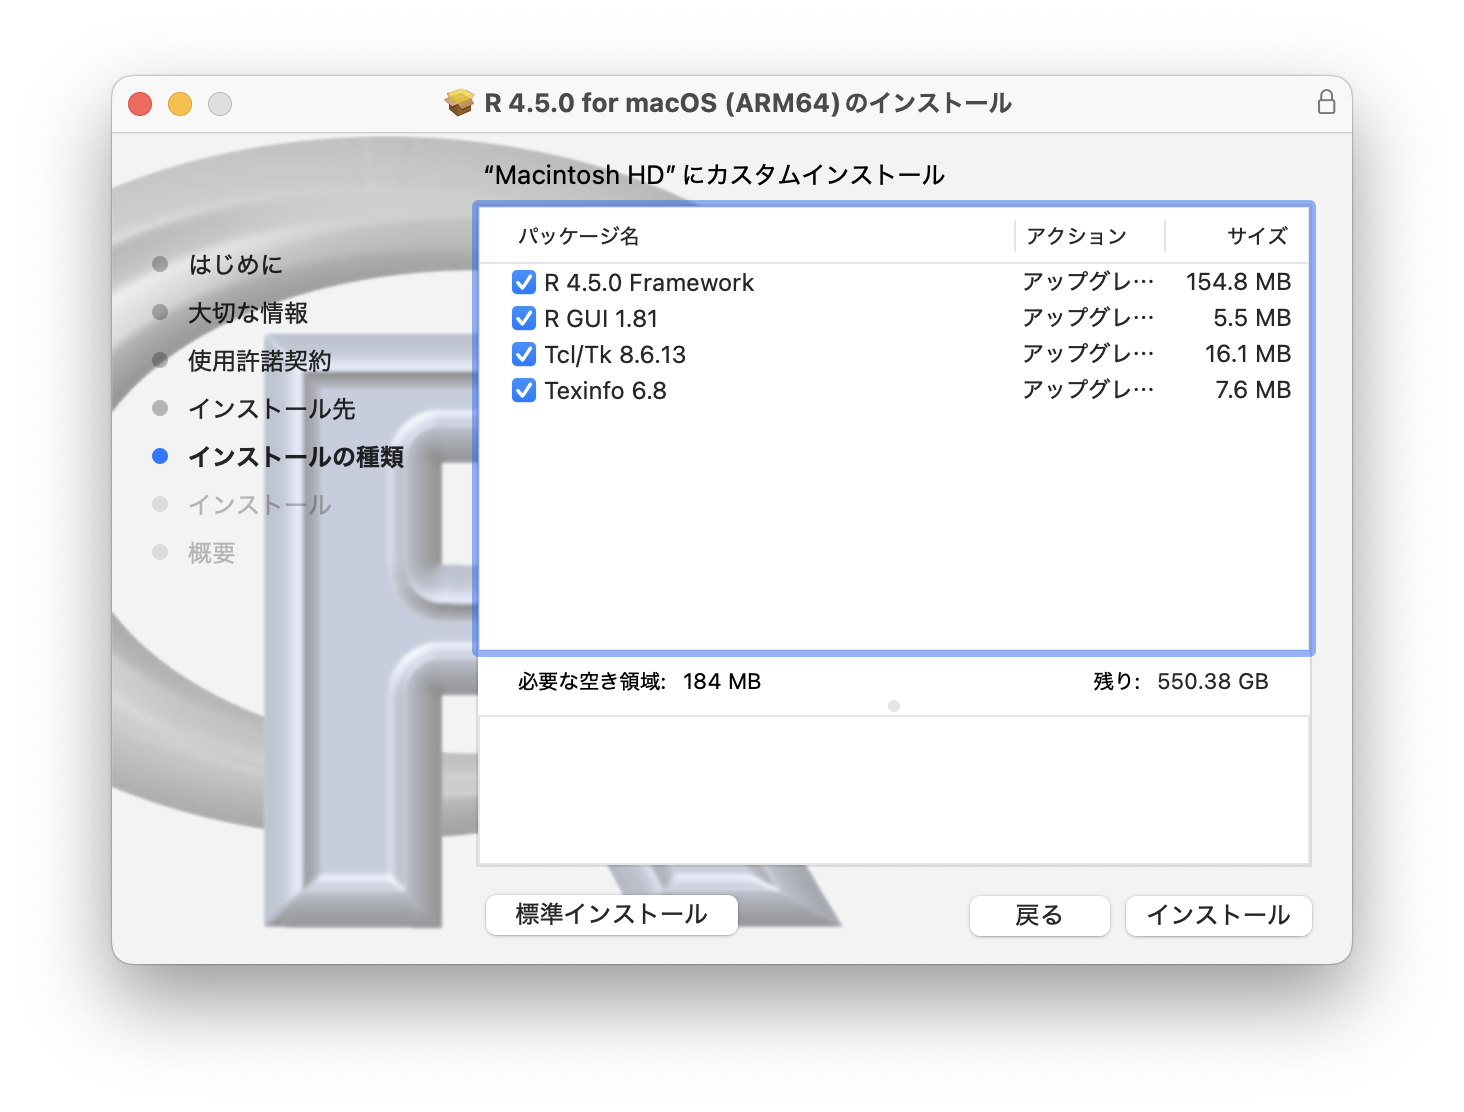 R 4.5.0 for macOS (ARM64)のインストール
“Macintosh HD” にカスタムインストール
はじめに
大切な情報
使用許諾契約
インストール先
インストールの種類
インストール
概要
パッケージ名 アクション サイズ
R 4.5.0 Framework アップグレ… 154.8 MB
R GUI 1.81 アップグレ… 5.5 MB
Tcl/Tk 8.6.13 アップグレ… 16.1 MB
Texinfo 6.8 アップグレ… 7.6 MB
必要な空き領域: 184 MB 残り: 550.38 GB
標準インストール 戻る インストール